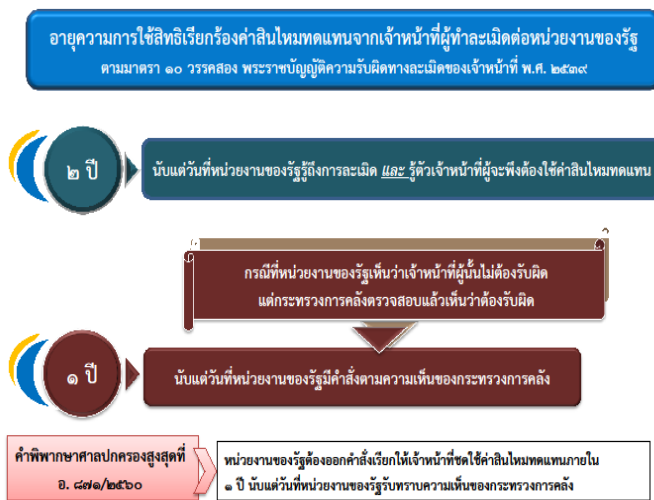 อายุความการใช้สิทธิเรียกร้องค่าสินไหมทดแทนจากเจ้าหน้าที่ผู้ทำละเมิดต่อหน่วยงานของรัฐ
ตามมาตรา ๑๐ วรรคสอง พระราชบัญญัติความรับผิดทางละเมิดของเจ้าหน้าที่ พ.ศ. ๒๕๓๙
๒ ปี
นับแต่วันที่หน่วยงานของรัฐรู้ถึงการละเมิด และ รู้ตัวเจ้าหน้าที่ผู้จะพึงต้องใช้ค่าสินไหมทดแทน
กรณีที่หน่วยงานของรัฐเห็นว่าเจ้าหน้าที่ผู้นั้นไม่ต้องรับผิด
แต่กระทรวงการคลังตรวจสอบแล้วเห็นว่าต้องรับผิด
๑ ปี
นับแต่วันที่หน่วยงานของรัฐมีคำสั่งตามความเห็นของกระทรวงการคลัง
คำพิพากษาศาลปกครองสูงสุดที่
อ. ๘๗๑/๒๕๖๐
หน่วยงานของรัฐต้องออกคำสั่งเรียกให้เจ้าหน้าที่ชดใช้ค่าสินไหมทดแทนภายใน
๑ ปี นับแต่วันที่หน่วยงานของรัฐรับทราบความเห็นของกระทรวงการคลัง